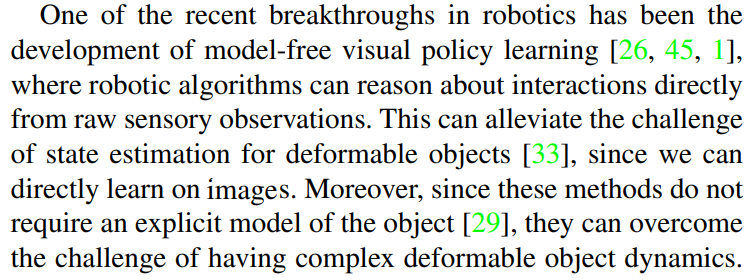 One of the recent breakthroughs in robotics has been the
development of model-free visual policy learning [26, 45, 1],
where robotic algorithms can reason about interactions directly
from raw sensory observations. This can alleviate the challenge
of state estimation for deformable objects [33], since we can
directly learn on images. Moreover, since these methods do not
require an explicit model of the object [29], they can overcome
the challenge of having complex deformable object dynamics.